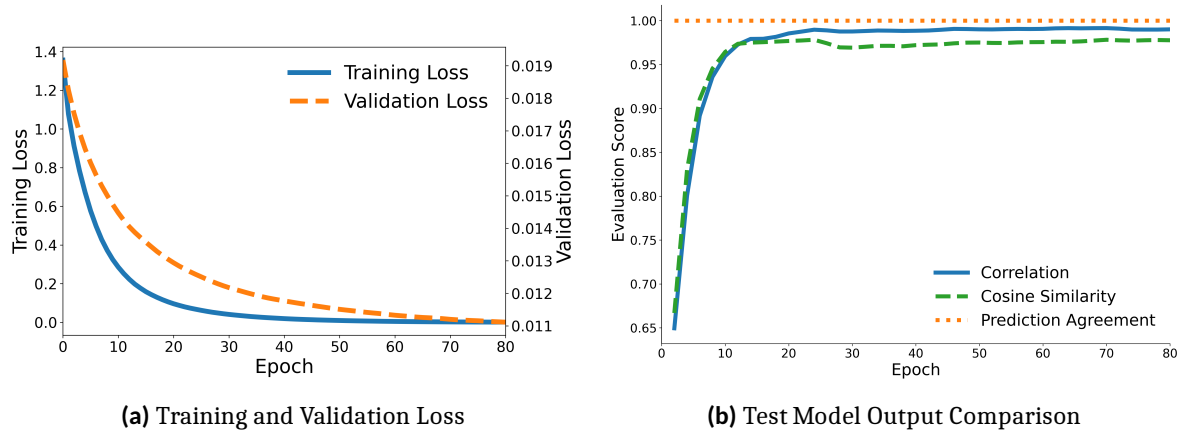 1.4
1.2
1.0
0.8
0.6
0.4
0.2
0.0
Training Loss
Training Loss
Validation Loss
0.019
0.018
0.017
0.016
0.015
0.014
0.013
0.012
0.011
Validation Loss
0 10 20 30 40 50 60 70 80
Epoch
(a) Training and Validation Loss
1.00
0.95
0.90
0.85
0.80
0.75
0.70
0.65
Evaluation Score
Correlation
Cosine Similarity
Prediction Agreement
0 10 20 30 40 50 60 70 80
Epoch
(b) Test Model Output Comparison